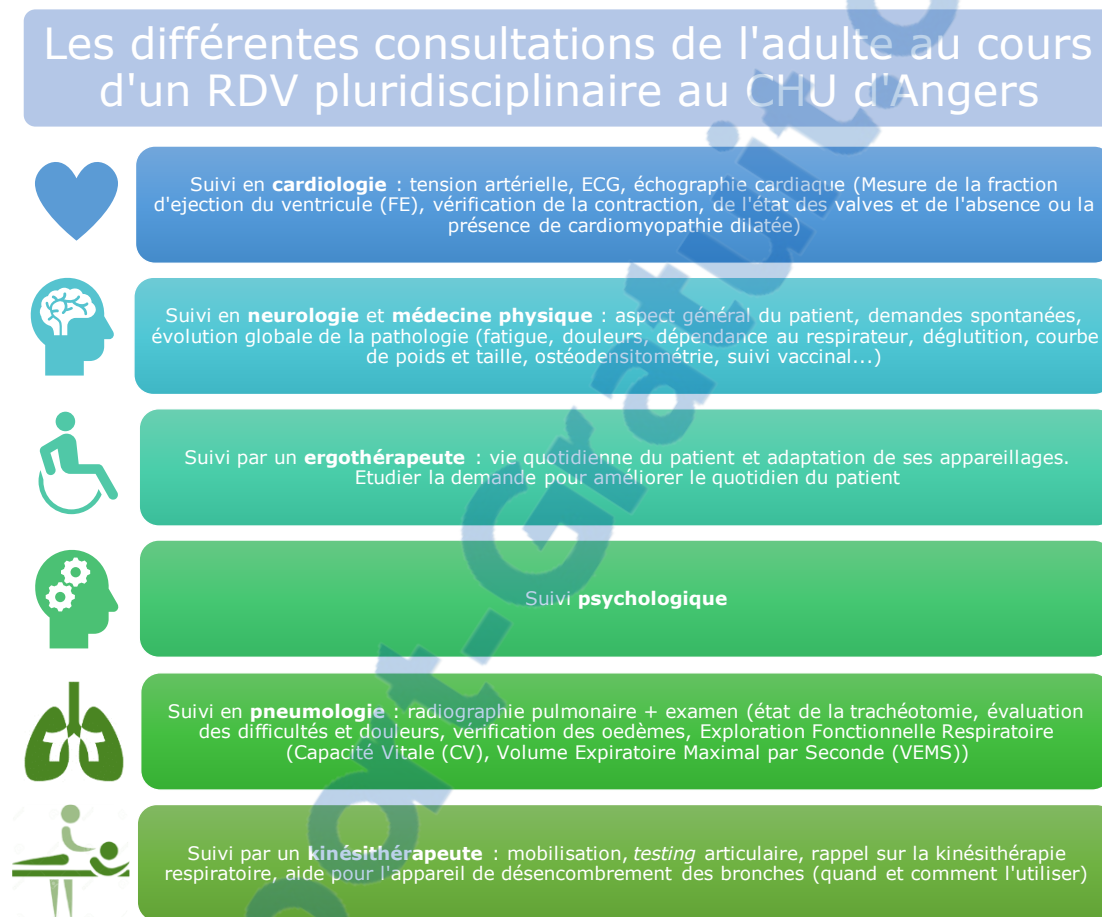 Les différentes consultations de l'adulte au cours
d'un RDV pluridisciplinaire au CHU d'Angers
Suivi en cardiologie : tension artérielle, ECG, échographie cardiaque (Mesure de la fraction
d'ejection du ventricule (FE), vérification de la contraction, de l'état des valves et de l'absence ou la
présence de cardiomyopathie dilatée)
Suivi en neurologie et médecine physique : aspect général du patient, demandes spontanées,
évolution globale de la pathologie (fatigue, douleurs, dépendance au respirateur, déglutition, courbe
de poids et taille, ostéodensitométrie, suivi vaccinal...)
Suivi par un ergothérapeute : vie quotidienne du patient et adaptation de ses appareillages.
Etudier la demande pour améliorer le quotidien du patient
Suivi psychologique
Suivi en pneumologie : radiographie pulmonaire + examen (état de la trachéotomie, évaluation
des difficultés et douleurs, vérification des oedèmes, Exploration Fonctionnelle Respiratoire
(Capacité Vitale (CV), Volume Expiratoire Maximal par Seconde (VEMS))
Suivi par un kinésithérapeute : mobilisation, testing articulaire, rappel sur la kinésithérapie
respiratoire, aide pour l'appareil de désencombrement des bronches (quand et comment l'utiliser)